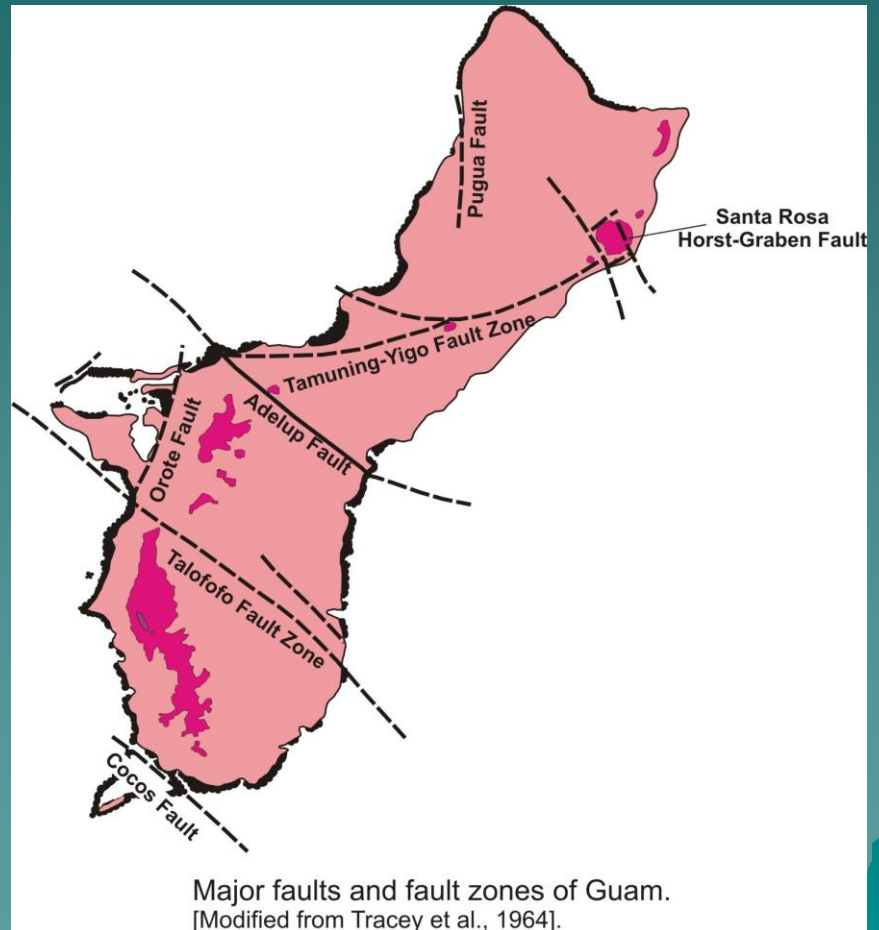 Pugua Fault
Santa Rosa
Horst-Graben Fault
Tamuning-Yigo Fault Zone
Adelup Fault
Orote Fault
Talofofo Fault Zone
Cocos Fault
Major faults and fault zones of Guam.
[Modified from Tracey et al., 1964].